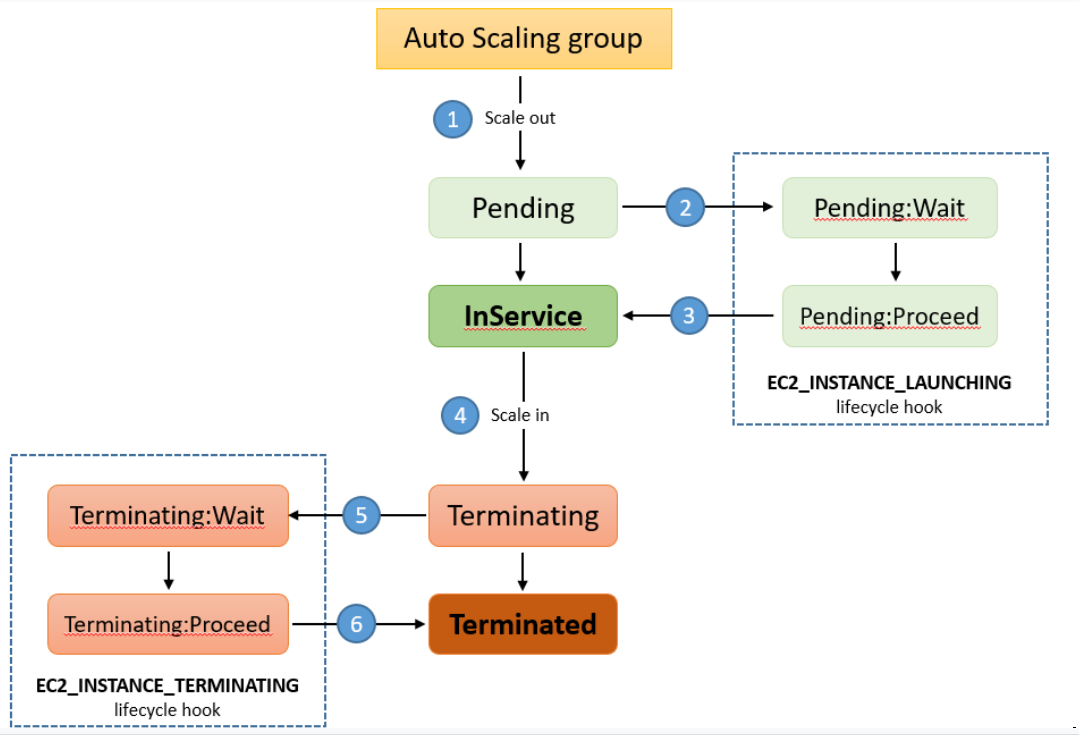 Auto Scaling group
1
Scale out
Pending
2
Pending:Wait
InService
3
Pending:Proceed
EC2_INSTANCE_LAUNCHING
lifecycle hook
4
Scale in
Terminating:Wait
5
Terminating
Terminating:Proceed
6
Terminated
EC2_INSTANCE_TERMINATING
lifecycle hook